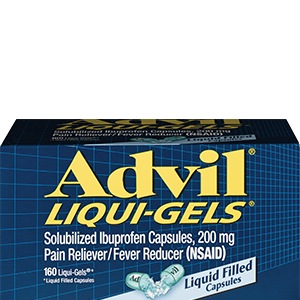 Advil®
LIQUI-GELS®
Solubilized Ibuprofen Capsules, 200 mg
Pain Reliever/Fever Reducer (NSAID)
160 Liqui-Gels®*
*Liquid Filled Capsules
Liquid Filled
Capsules